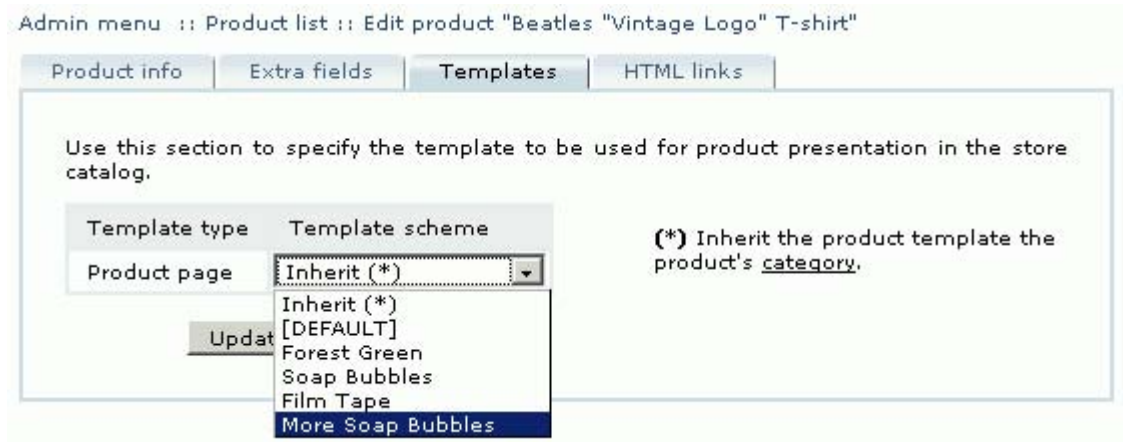 Admin menu :: Product list :: Edit product "Beatles "Vintage Logo" T-shirt"
Product info Extra fields Templates HTML links
Use this section to specify the template to be used for product presentation in the store
catalog.
Template type Template scheme
Product page Inherit (*)
(*) Inherit the product template the
product's category.
Inherit (*)
[DEFAULT]
Updat
Forest Green
Soap Bubbles
Film Tape
More Soap Bubbles